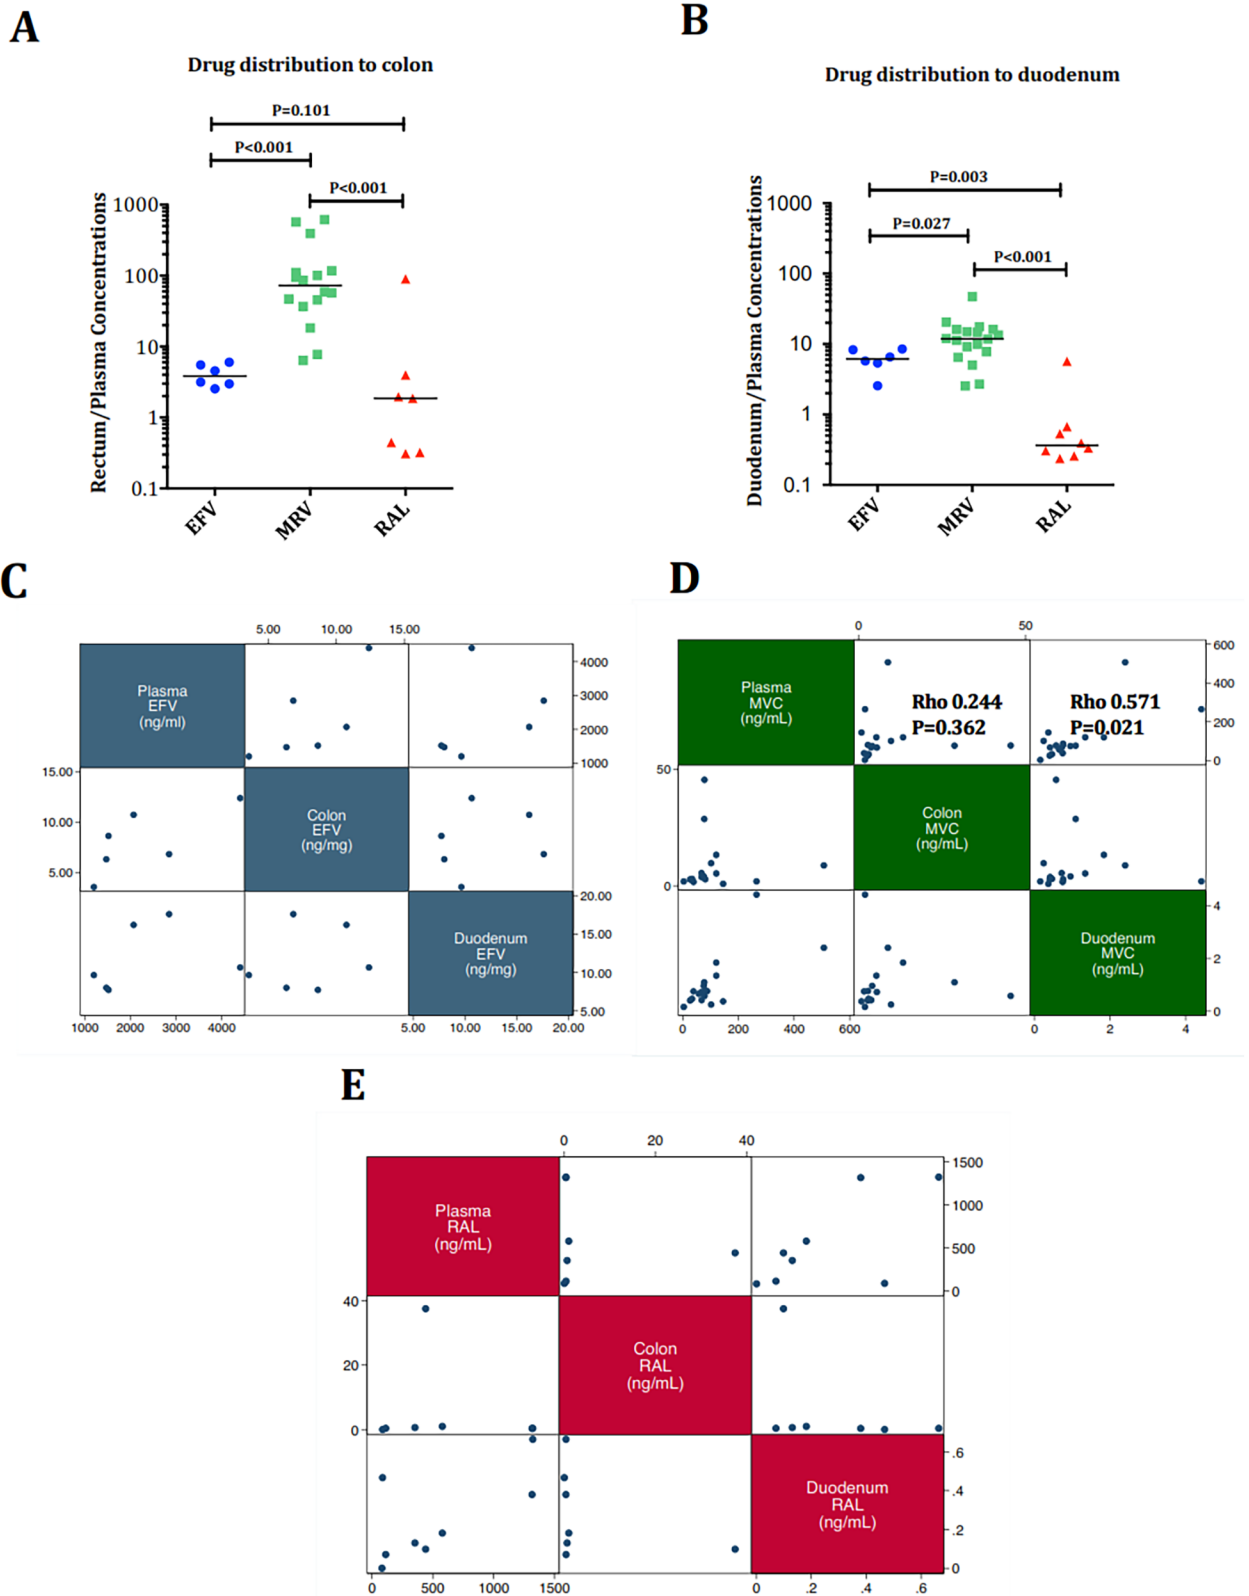 A
Drug distribution to colon
P=0.101
P<0.001
P<0.001
Rectum/Plasma Concentrations
1000
100
10
1
0.1
EFV
MRV
RAL
B
Drug distribution to duodenum
P=0.003
P=0.027
P<0.001
Duodenum/Plasma Concentrations
1000
100
10
1
0.1
EFV
MRV
RAL
C
5.00 10.00 15.00
Plasma
EFV
(ng/ml)
4000
3000
2000
1000
15.00
10.00
5.00
Colon
EFV
(ng/mg)
Duodenum
EFV
(ng/mg)
20.00
15.00
10.00
5.00
1000 2000 3000 4000
5.00 10.00 15.00 20.00
D
0 50
Plasma
MVC
(ng/mL)
Rho 0.244
P=0.362
Rho 0.571
P=0.021
600
400
200
0
50
0
Colon
MVC
(ng/mL)
Duodenum
MVC
(ng/mL)
4
2
0
0 200 400 600
0 2 4
E
0 20 40
Plasma
RAL
(ng/mL)
1500
1000
500
0
40
20
0
Colon
RAL
(ng/mL)
Duodenum
RAL
(ng/mL)
.6
.4
.2
0
0 500 1000 1500
0 .2 .4 .6